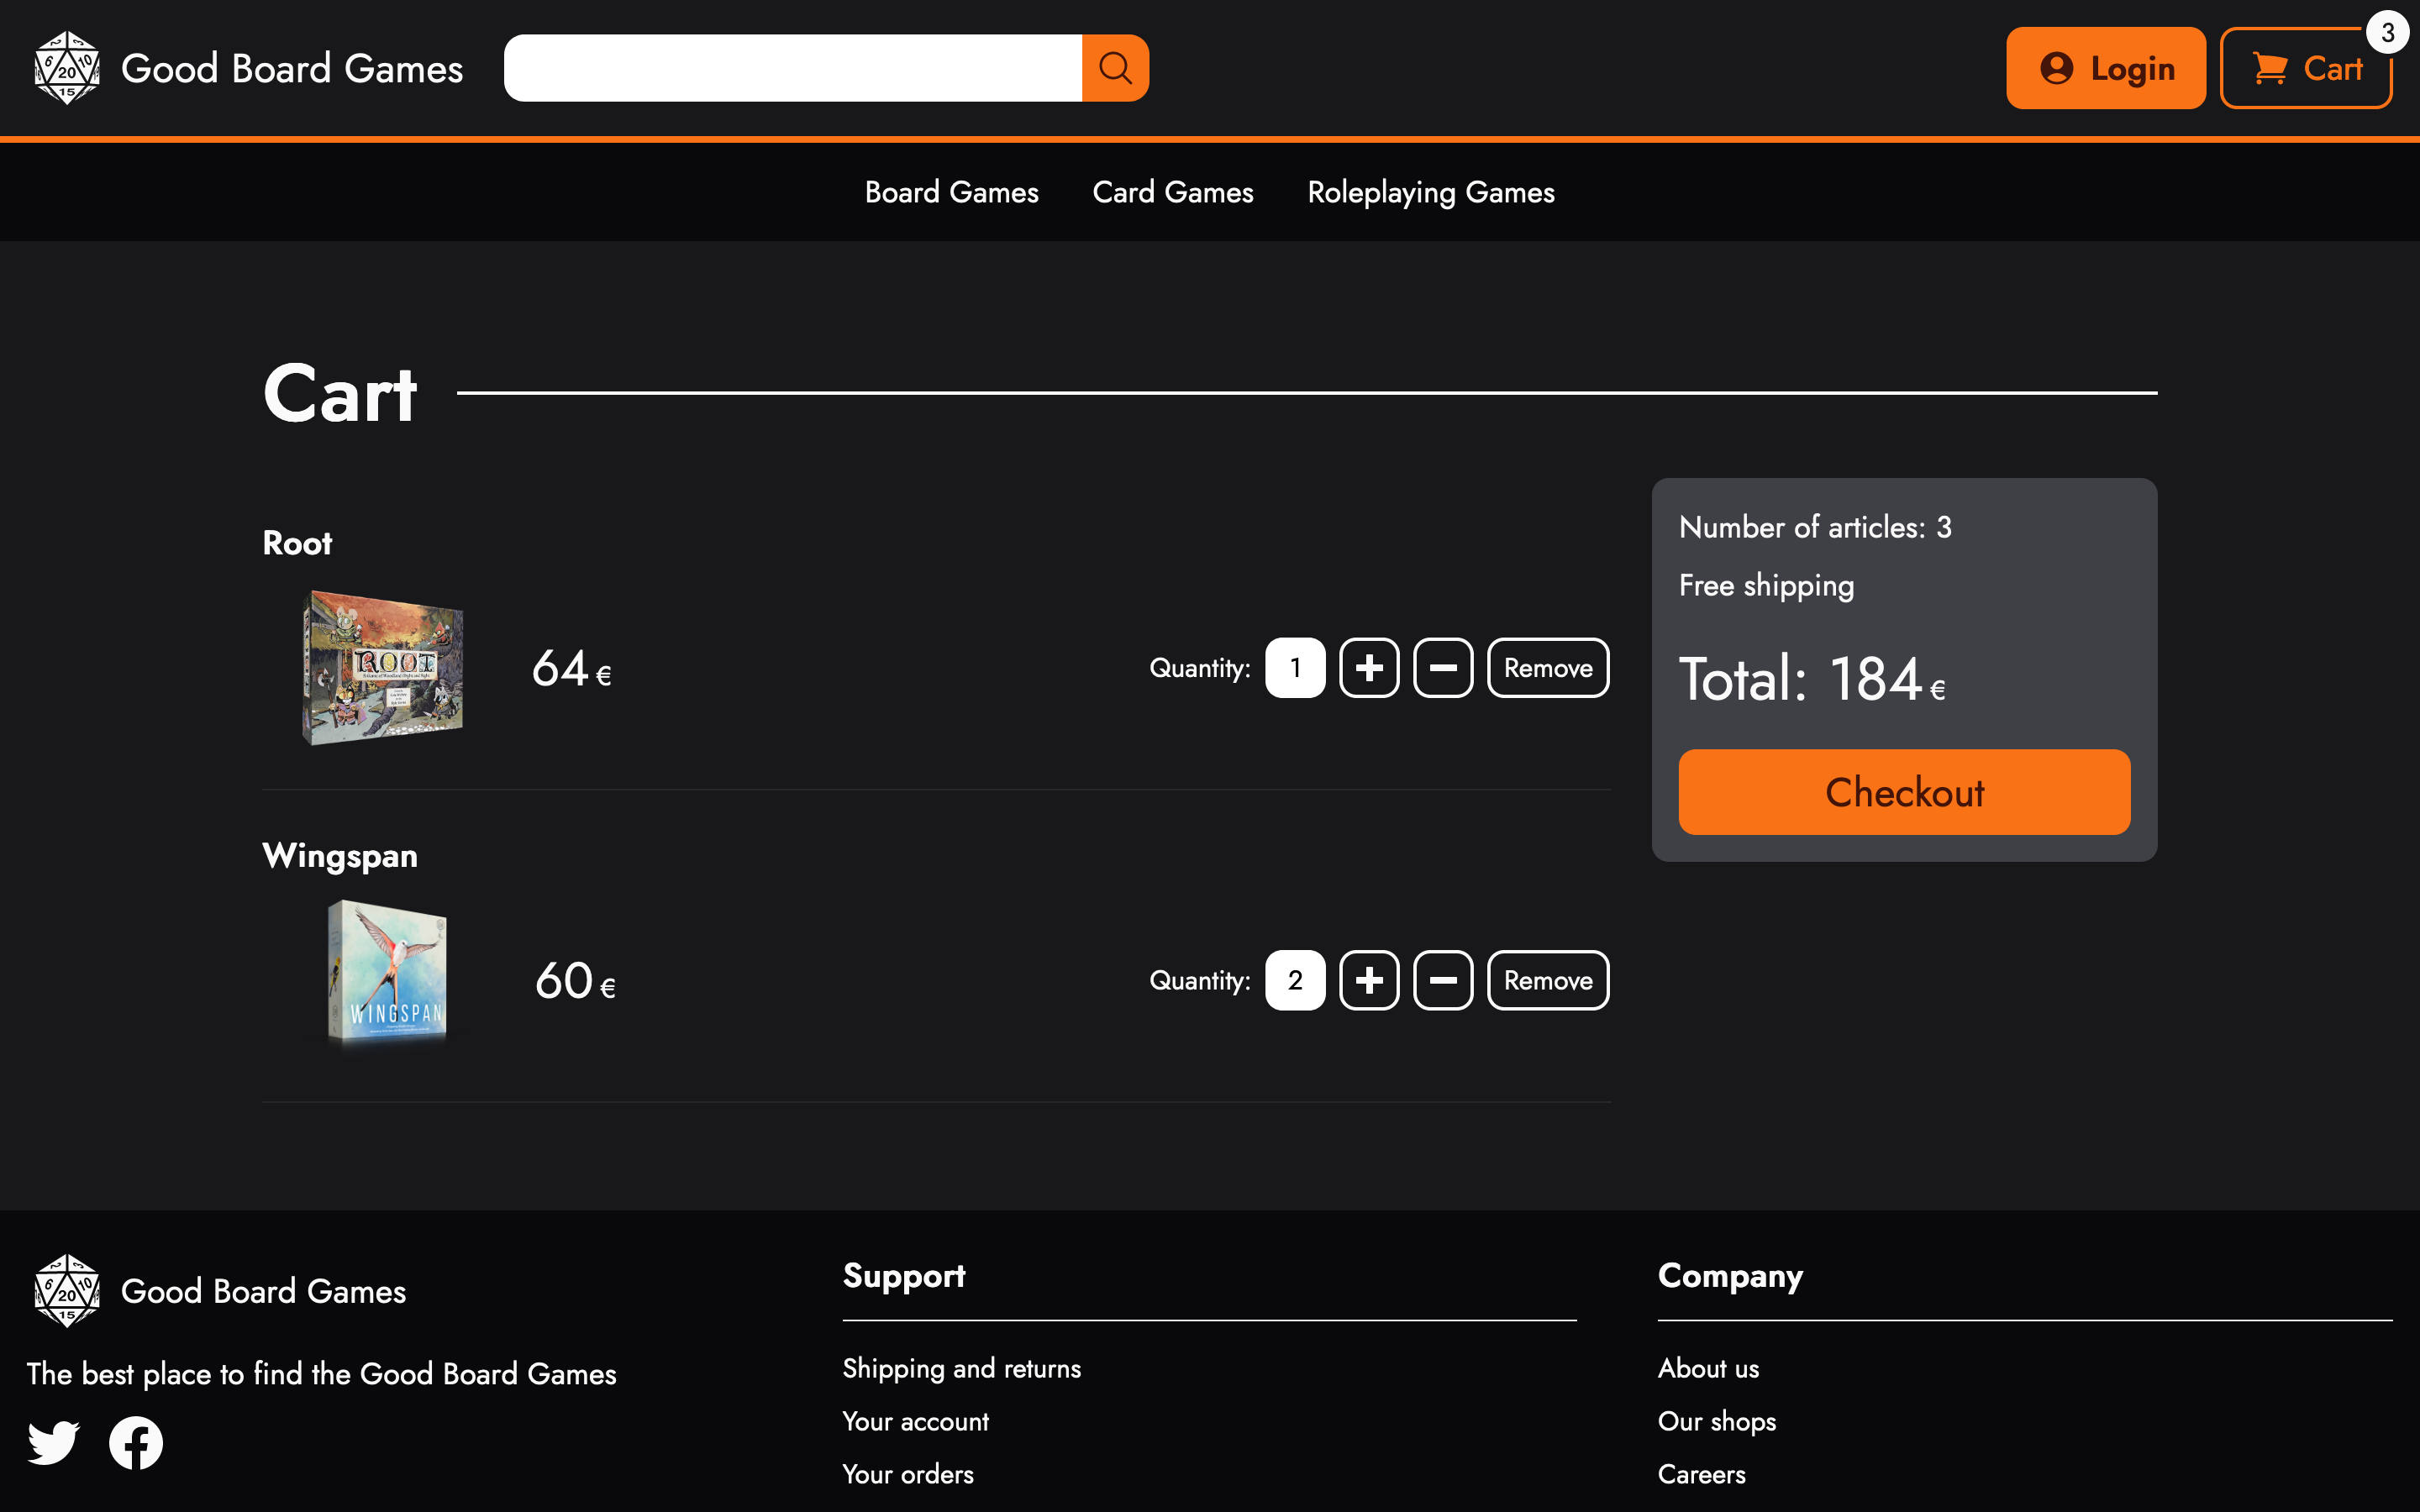 Good Board Games
Login
Cart
3
Board Games
Card Games
Roleplaying Games
Cart
Root
ROOT
64 €
Quantity: 1
Remove
Wingspan
WINGSPAN
60 €
Quantity: 2
Remove
Number of articles: 3
Free shipping
Total: 184 €
Checkout
Good Board Games
The best place to find the Good Board Games
Support
Shipping and returns
Your account
Your orders
Company
About us
Our shops
Careers